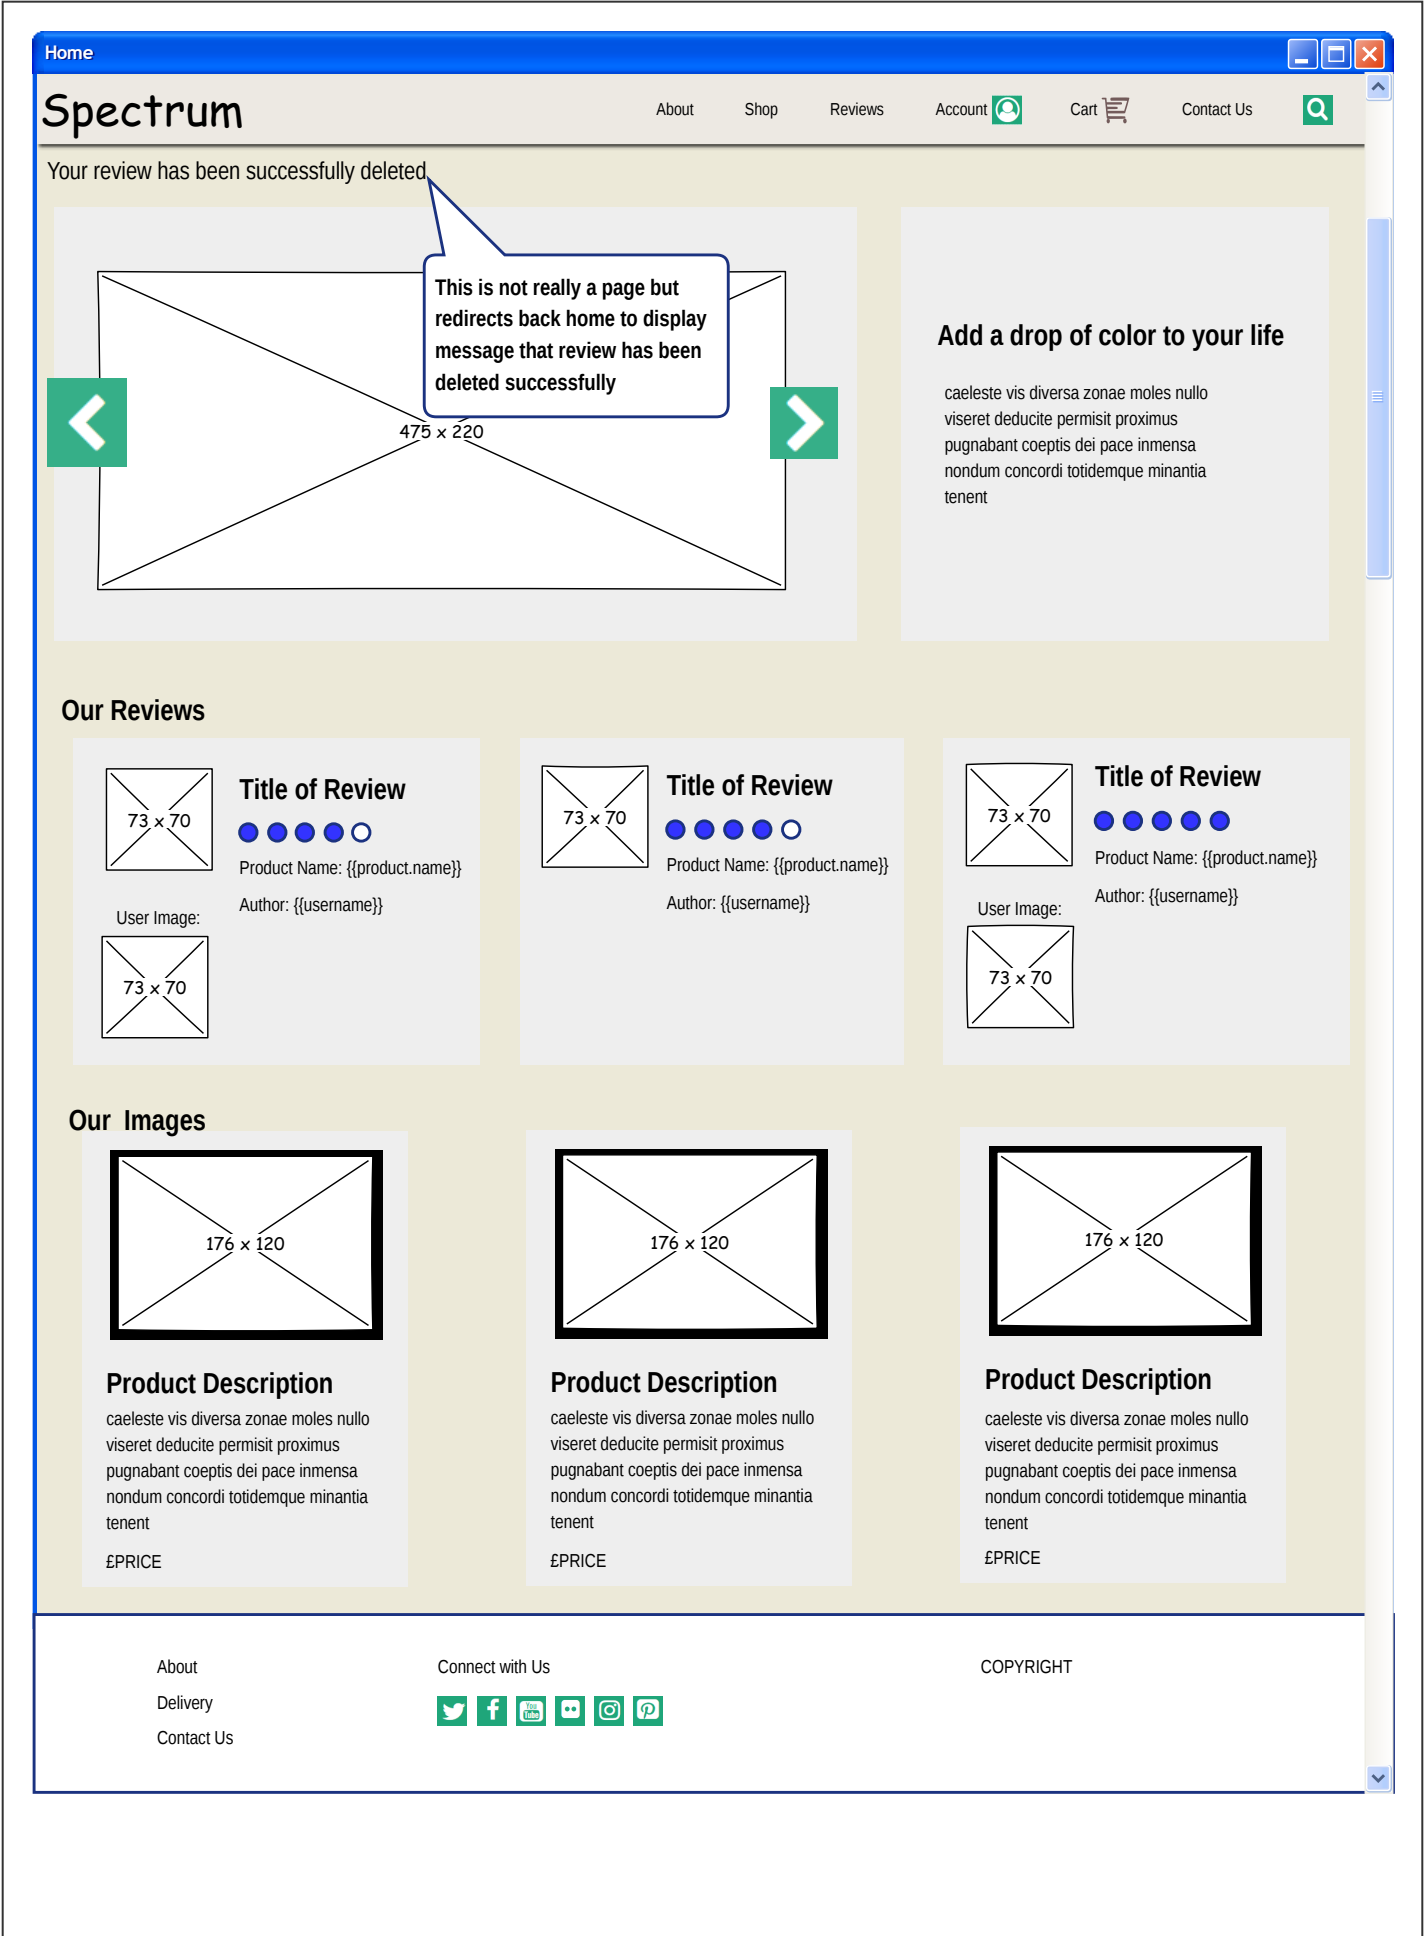 Home
Spectrum
About
Shop
Reviews
Account
Cart
Contact Us
Your review has been successfully deleted
This is not really a page but
redirects back home to display
message that review has been
deleted successfully
475 x 220
Add a drop of color to your life
caeleste vis diversa zonae moles nullo
viseret deducite permisit proximus
pugnabant coeptis dei pace inmensa
nondum concordi totidemque minantia
tenent
Our Reviews
73 x 70
Title of Review
Product Name: {{product.name}}
Author: {{username}}
User Image:
73 x 70
73 x 70
Title of Review
Product Name: {{product.name}}
Author: {{username}}
73 x 70
Title of Review
Product Name: {{product.name}}
Author: {{username}}
User Image:
73 x 70
Our Images
176 x 120
Product Description
caeleste vis diversa zonae moles nullo
viseret deducite permisit proximus
pugnabant coeptis dei pace inmensa
nondum concordi totidemque minantia
tenent
£PRICE
176 x 120
Product Description
caeleste vis diversa zonae moles nullo
viseret deducite permisit proximus
pugnabant coeptis dei pace inmensa
nondum concordi totidemque minantia
tenent
£PRICE
176 x 120
Product Description
caeleste vis diversa zonae moles nullo
viseret deducite permisit proximus
pugnabant coeptis dei pace inmensa
nondum concordi totidemque minantia
tenent
£PRICE
About
Delivery
Contact Us
Connect with Us
You
Tube
COPYRIGHT